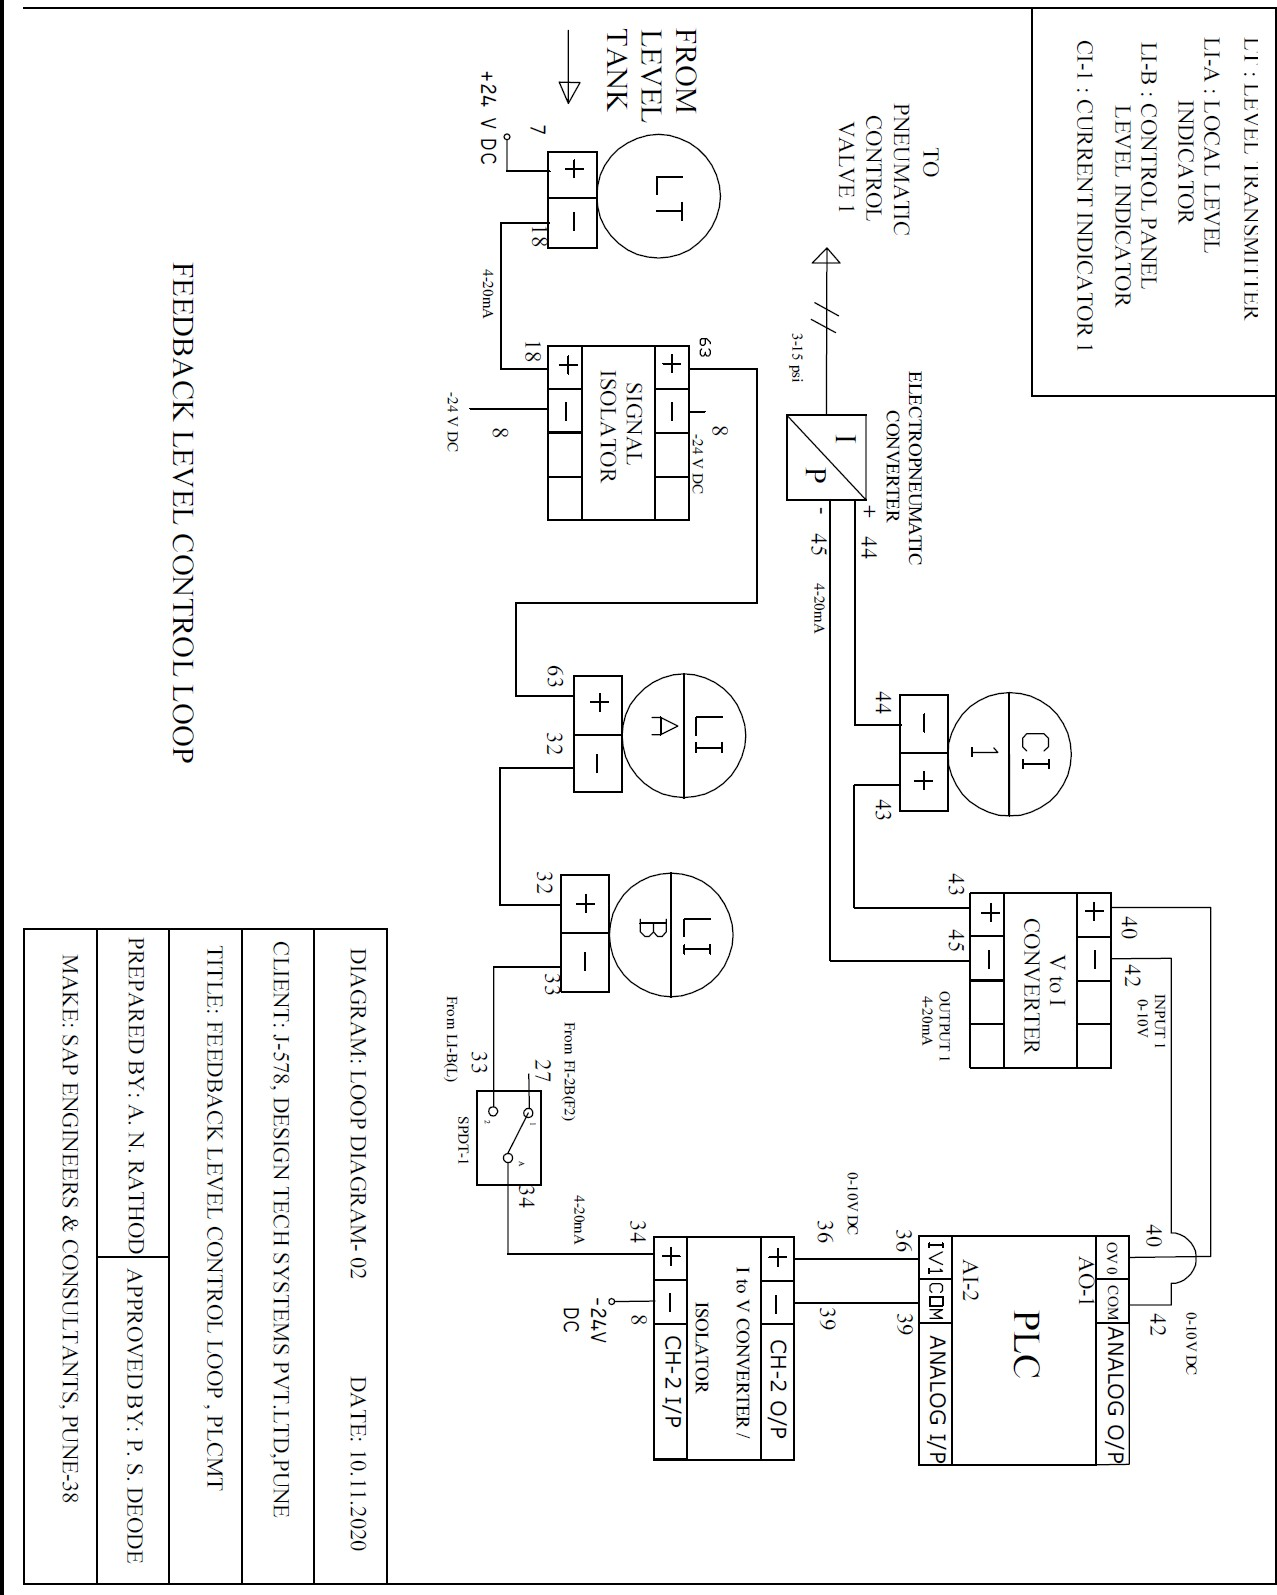 LT : LEVEL TRANSMITTER
LI-A : LOCAL LEVEL
INDICATOR
LI-B : CONTROL PANEL
LEVEL INDICATOR
CI-1 : CURRENT INDICATOR 1
TO
PNEUMATIC
CONTROL
VALVE 1
3-15 psi
ELECTROPNEUMATIC
CONVERTER
I
P
+ 44
- 45
4-20mA
CI
1
- +
44
43
43
45
V to I
CONVERTER
+ -
+ -
40
42
INPUT 1
0-10V
OUTPUT 1
4-20mA
40
42
0-10V DC
OV 0 COM ANALOG O/P
AO-1
PLC
AI-2
IV1 COM ANALOG I/P
36
39
0-10V DC
36
39
+ - CH-2 O/P
I to V CONVERTER /
ISOLATOR
+ - CH-2 I/P
34
8
-24V
DC
4-20mA
FROM
LEVEL
TANK
+24 V DC
7
LT
+ -
18
4-20mA
18
63
8
-24 V DC
+ -
SIGNAL
ISOLATOR
+ -
8
-24 V DC
LI
A
+ -
63
32
LI
B
+ -
32
33
From FI-2B(F2)
27
33
From LI-B(L)
1
2
A
34
SPDT-1
FEEDBACK LEVEL CONTROL LOOP
DIAGRAM: LOOP DIAGRAM- 02 DATE: 10.11.2020
CLIENT: J-578, DESIGN TECH SYSTEMS PVT.LTD,PUNE
TITLE: FEEDBACK LEVEL CONTROL LOOP , PLCMT
PREPARED BY: A. N. RATHOD APPROVED BY: P. S. DEODE
MAKE: SAP ENGINEERS & CONSULTANTS, PUNE-38